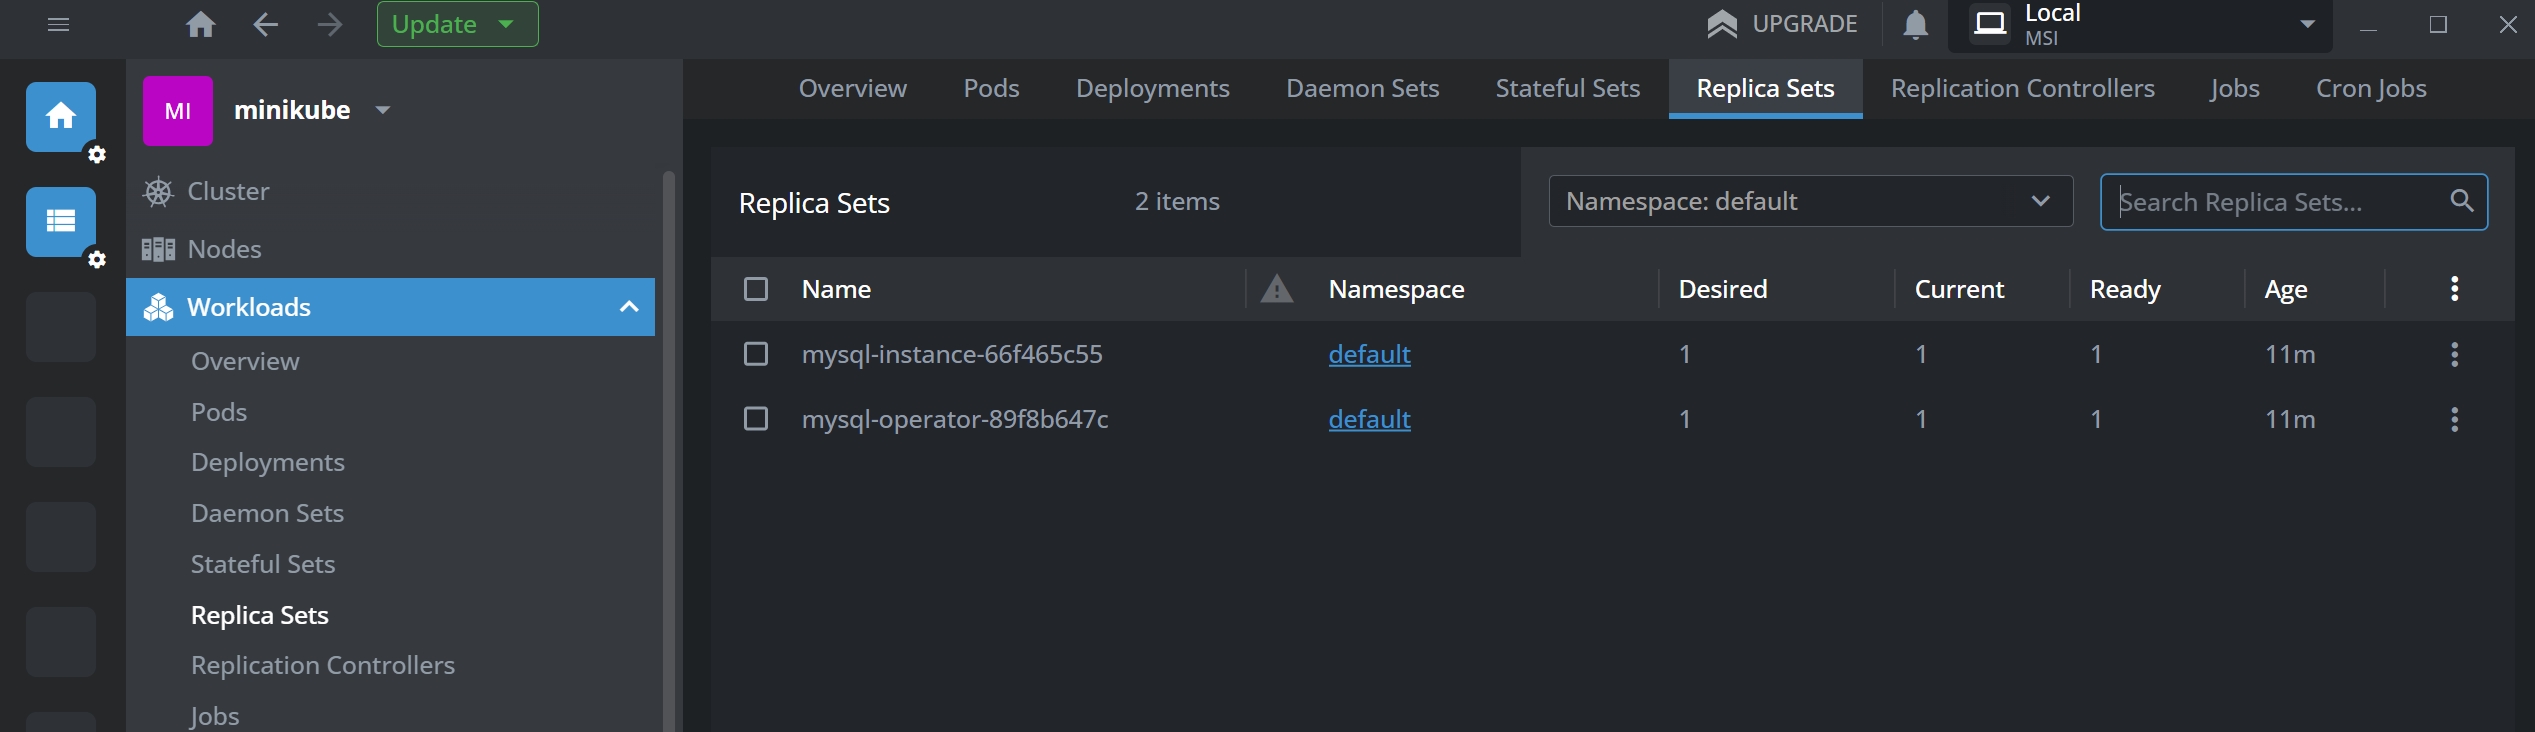 Update
UPGRADE
Local
MSI
MI
minikube
Cluster
Nodes
Workloads
Overview
Pods
Deployments
Daemon Sets
Stateful Sets
Replica Sets
Replication Controllers
Jobs
Overview Pods Deployments Daemon Sets Stateful Sets Replica Sets Replication Controllers Jobs Cron Jobs
Replica Sets 2 items Namespace: default Search Replica Sets...
Name Namespace Desired Current Ready Age
mysql-instance-66f465c55 default 1 1 1 11m
mysql-operator-89f8b647c default 1 1 1 11m